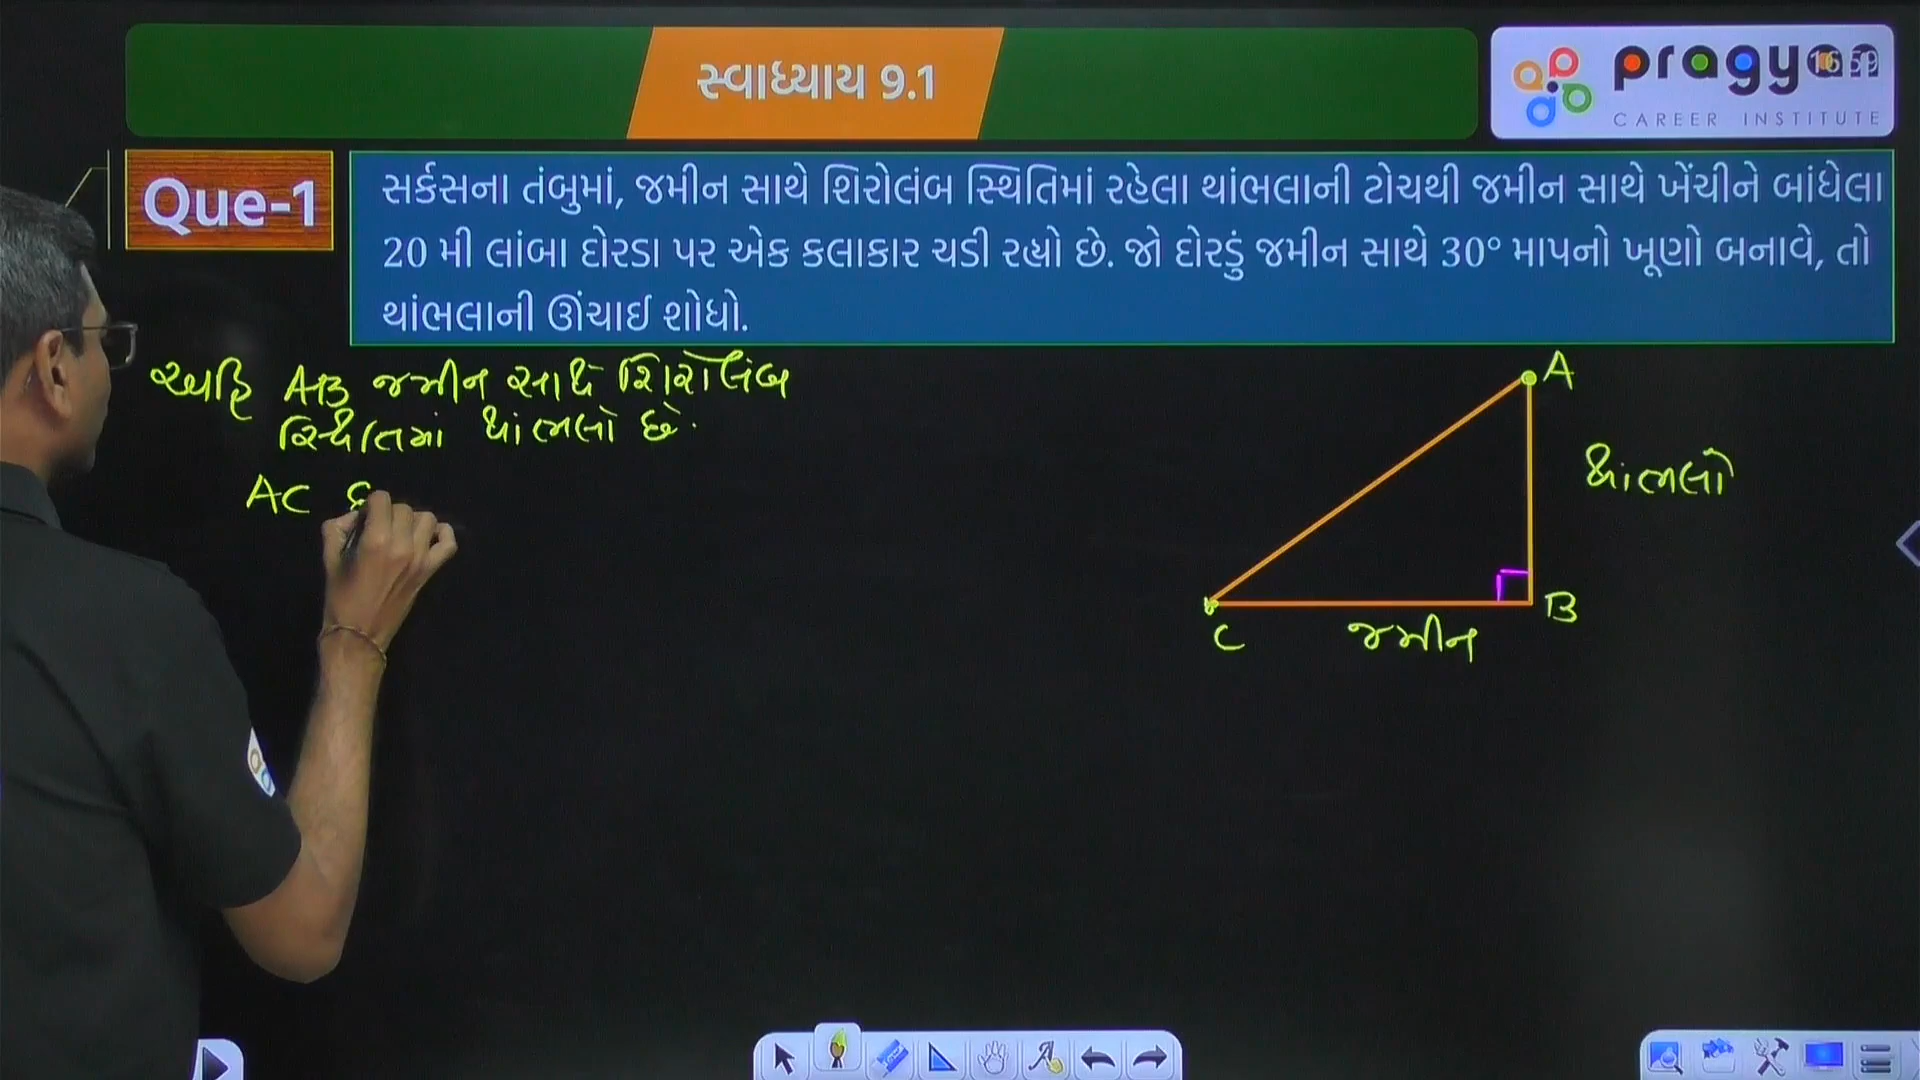 સ્વાધ્યાય 9.1
pragyan
CAREER INSTITUTE
Que-1
સર્કસના તંબુમાં, જમીન સાથે શિરોલંબ સ્થિતિમાં રહેલા થાંભલાની ટોચથી જમીન સાથે ખેંચીને બાંધેલા
20 મી લાંબા દોરડા પર એક કલાકાર ચડી રહ્યો છે. જો દોરડું જમીન સાથે 30° માપનો ખૂણો બનાવે, તો
થાંભલાની ઊંચાઈ શોધો.
અહિ AB જમીન સાથે શિરોલંબ
સ્થિતિમાં થાંભલો છે.
AC
A
થાંભલો
B
C
જમીન